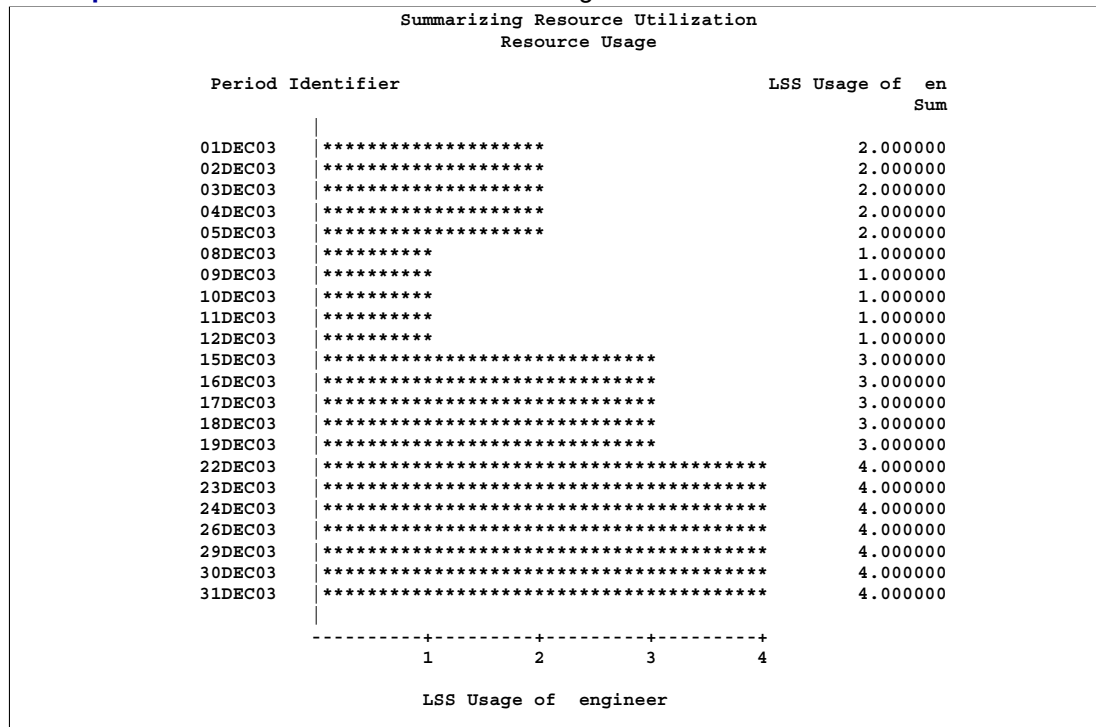 Summarizing Resource Utilization
Resource Usage
Period Identifier LSS Usage of en
Sum
01DEC03 |******************** 2.000000
02DEC03 |******************** 2.000000
03DEC03 |******************** 2.000000
04DEC03 |******************** 2.000000
05DEC03 |******************** 2.000000
08DEC03 |********** 1.000000
09DEC03 |********** 1.000000
10DEC03 |********** 1.000000
11DEC03 |********** 1.000000
12DEC03 |********** 1.000000
15DEC03 |****************************** 3.000000
16DEC03 |****************************** 3.000000
17DEC03 |****************************** 3.000000
18DEC03 |****************************** 3.000000
19DEC03 |****************************** 3.000000
22DEC03 |**************************************** 4.000000
23DEC03 |**************************************** 4.000000
24DEC03 |**************************************** 4.000000
26DEC03 |**************************************** 4.000000
29DEC03 |**************************************** 4.000000
30DEC03 |**************************************** 4.000000
31DEC03 |**************************************** 4.000000
----------+---------+---------+---------+
1 2 3 4
LSS Usage of engineer